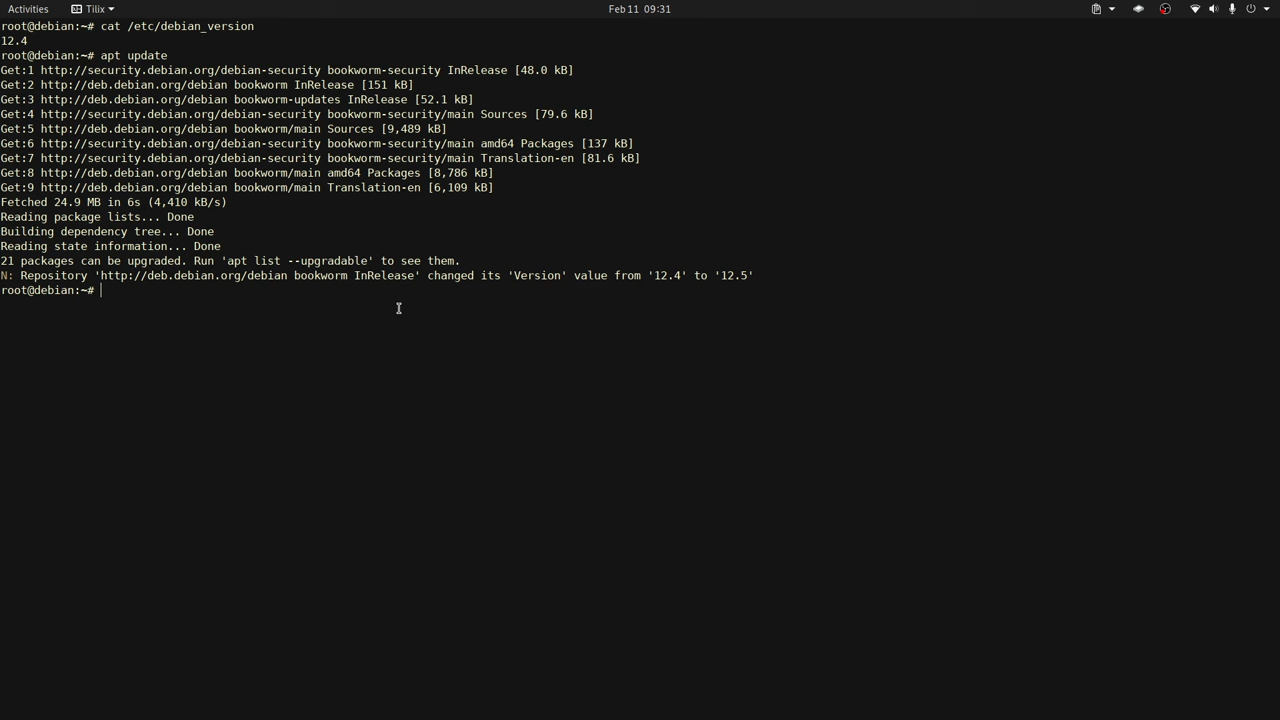 Activities Tilix Feb 11 09:31
root@debian:~# cat /etc/debian_version
12.4
root@debian:~# apt update
Get:1 http://security.debian.org/debian-security bookworm-security InRelease [48.0 kB]
Get:2 http://deb.debian.org/debian bookworm InRelease [151 kB]
Get:3 http://deb.debian.org/debian bookworm-updates InRelease [52.1 kB]
Get:4 http://security.debian.org/debian-security bookworm-security/main Sources [79.6 kB]
Get:5 http://deb.debian.org/debian bookworm/main Sources [9,489 kB]
Get:6 http://security.debian.org/debian-security bookworm-security/main amd64 Packages [137 kB]
Get:7 http://security.debian.org/debian-security bookworm-security/main Translation-en [81.6 kB]
Get:8 http://deb.debian.org/debian bookworm/main amd64 Packages [8,786 kB]
Get:9 http://deb.debian.org/debian bookworm/main Translation-en [6,109 kB]
Fetched 24.9 MB in 6s (4,410 kB/s)
Reading package lists... Done
Building dependency tree... Done
Reading state information... Done
21 packages can be upgraded. Run 'apt list --upgradable' to see them.
N: Repository 'http://deb.debian.org/debian bookworm InRelease' changed its 'Version' value from '12.4' to '12.5'
root@debian:~#